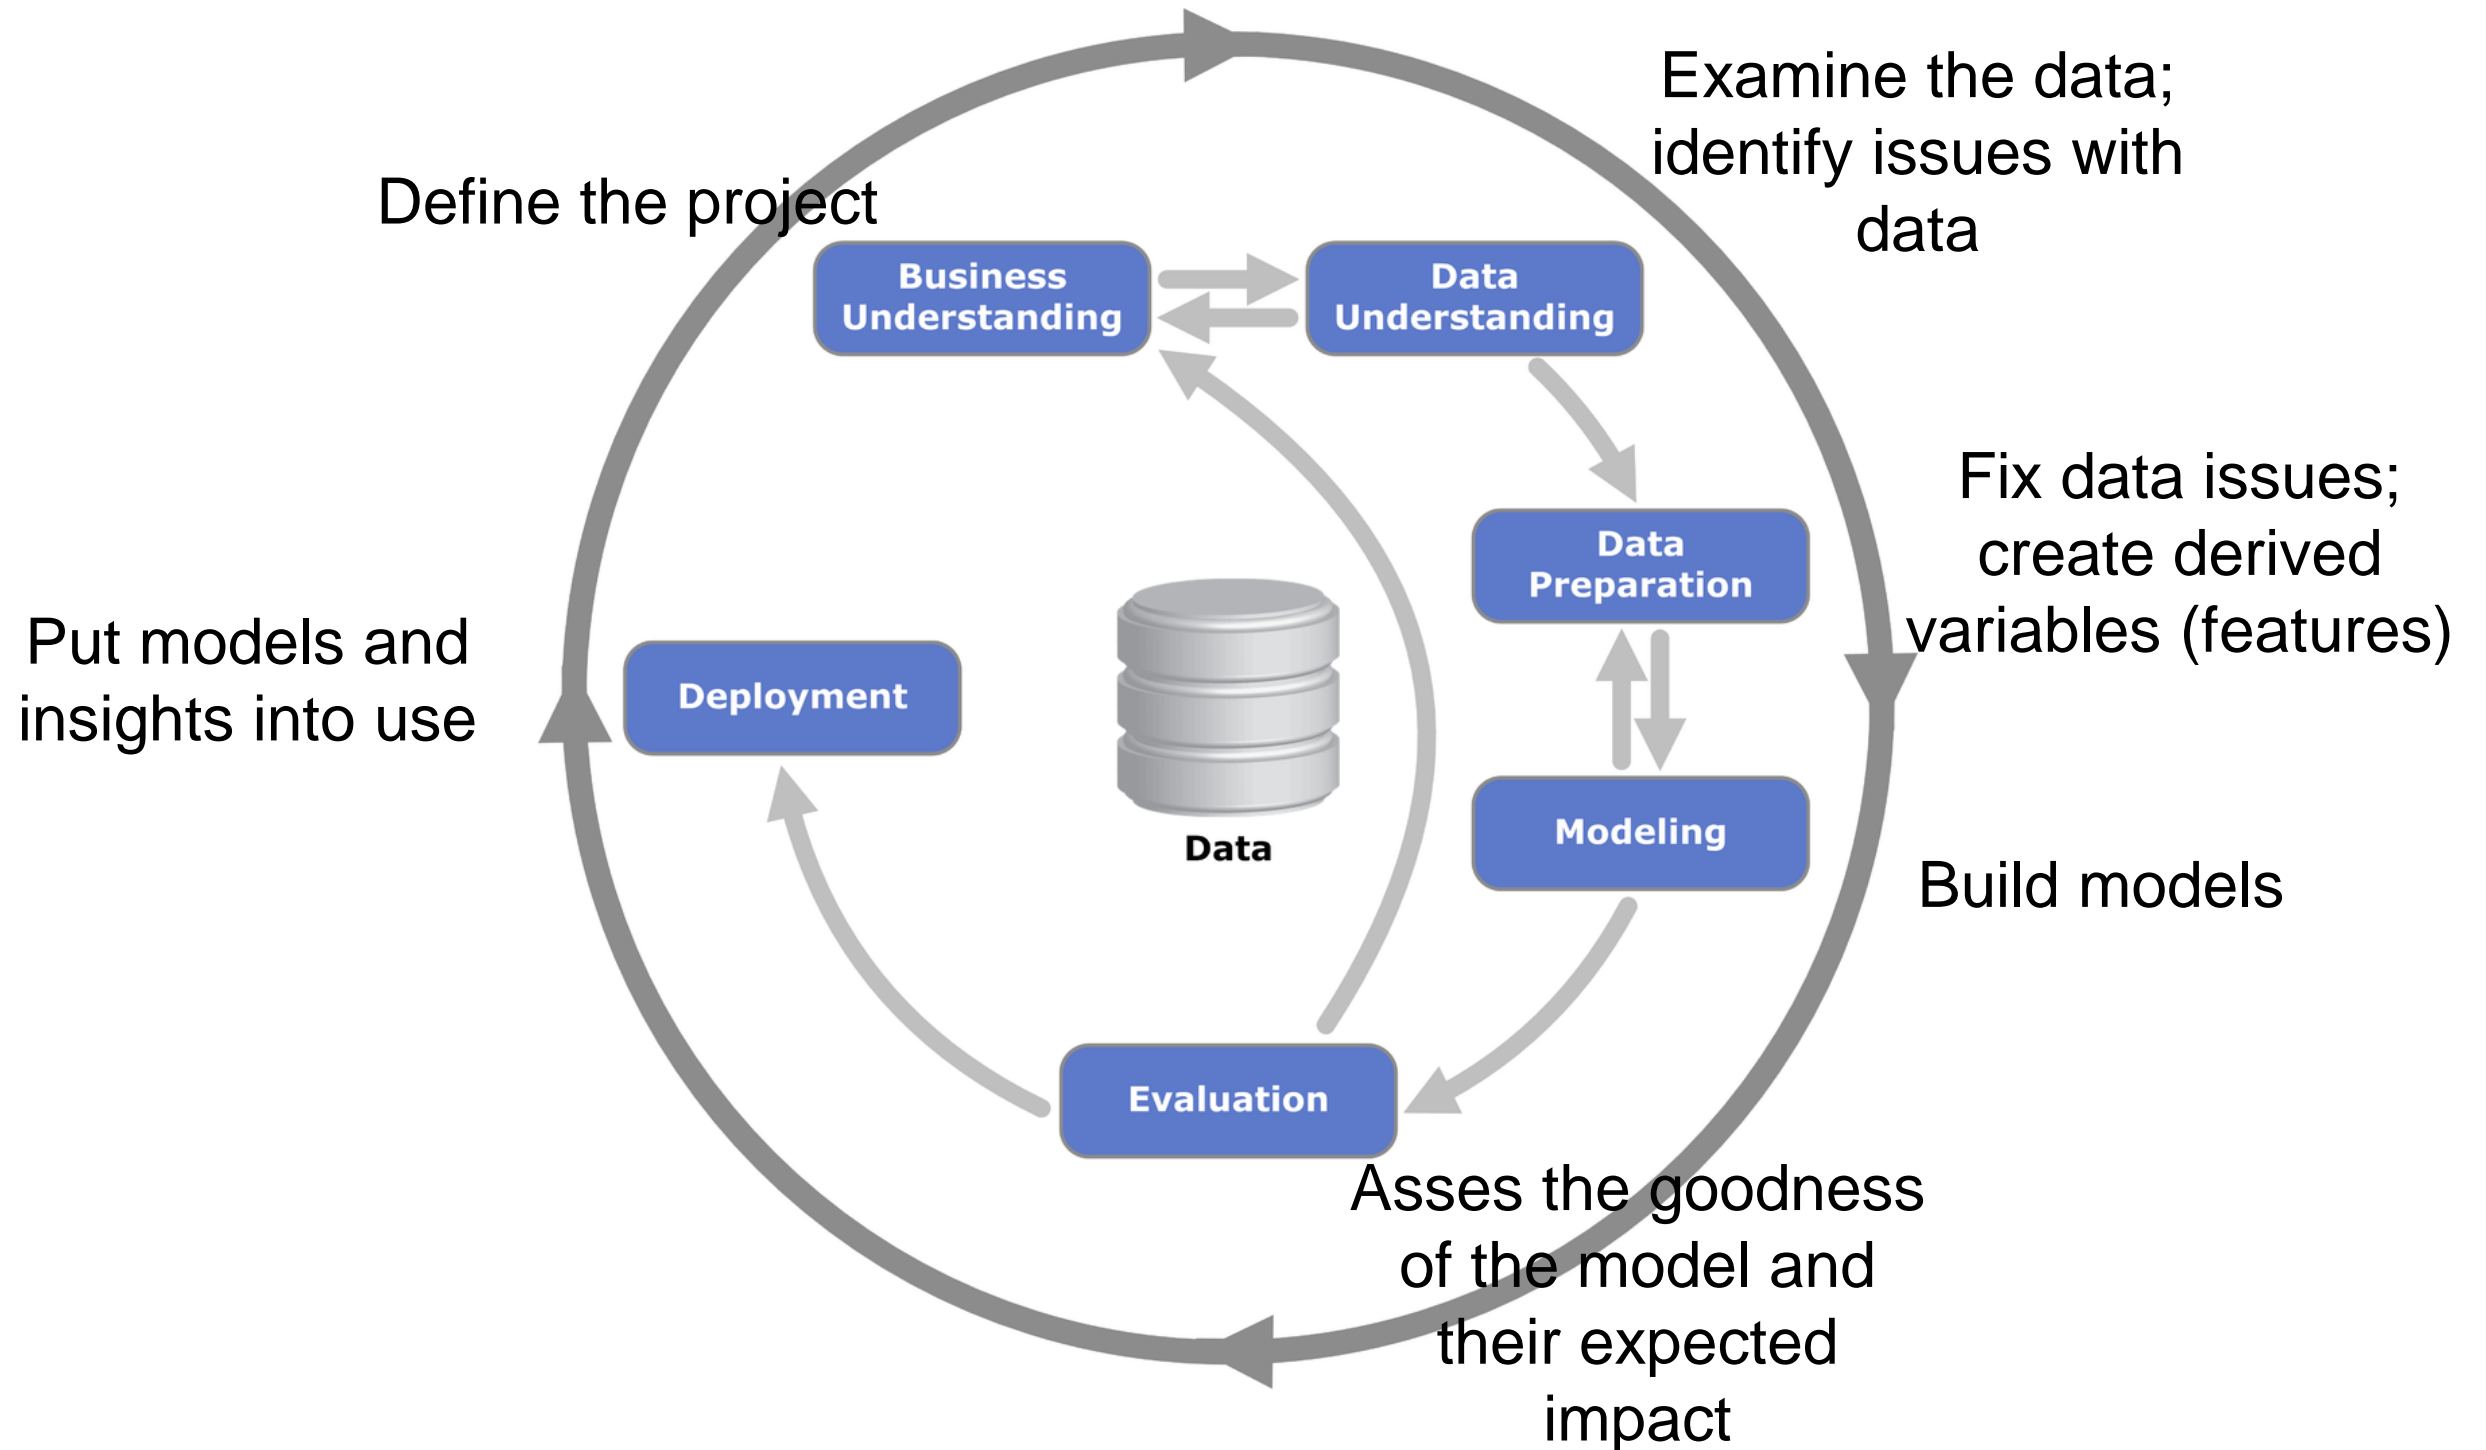 Define the project
Examine the data;
identify issues with
data
Business
Understanding
Data
Understanding
Fix data issues;
create derived
variables (features)
Data
Preparation
Put models and
insights into use
Deployment
Data
Modeling
Build models
Evaluation
Asses the goodness
of the model and
their expected
impact